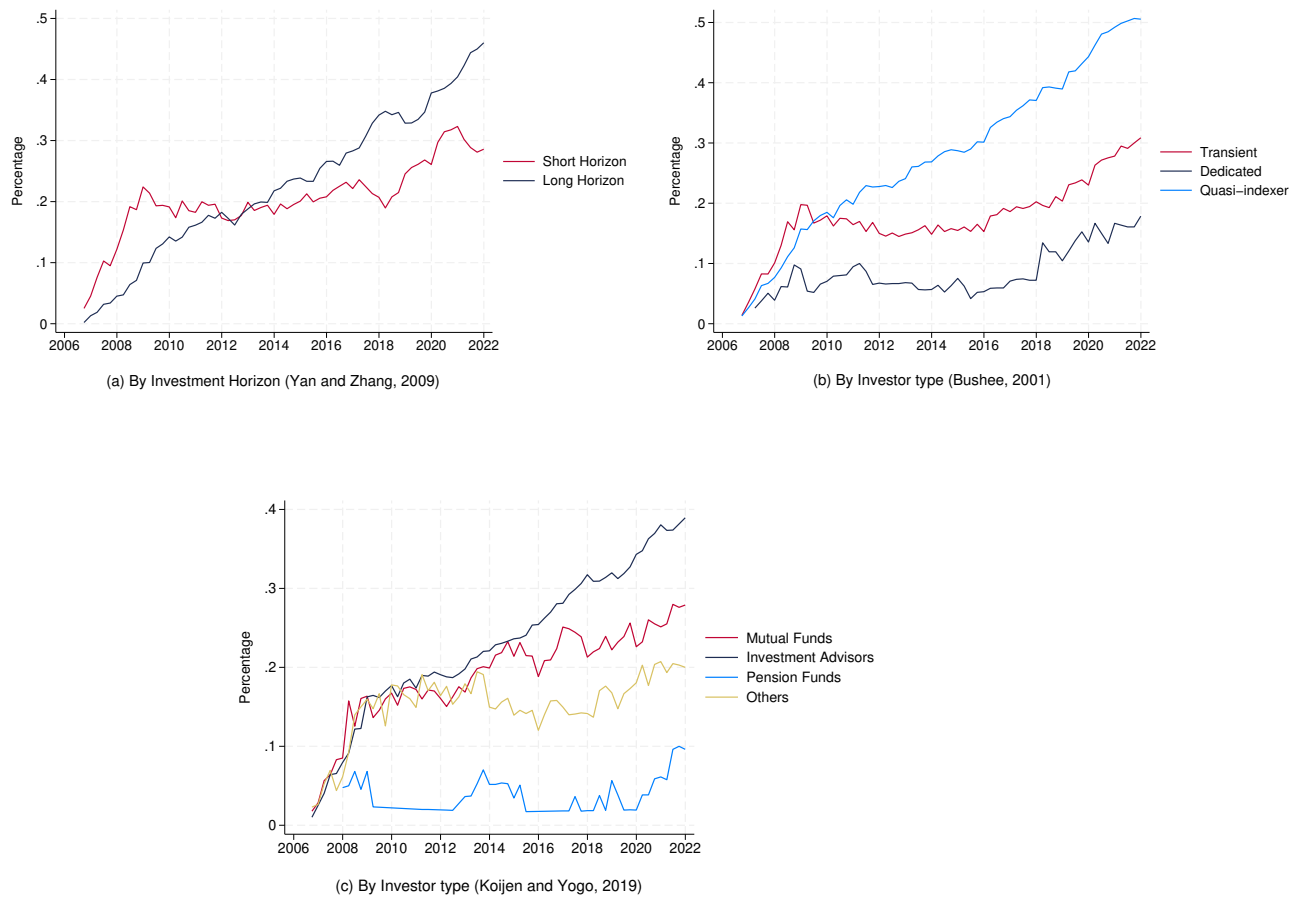 .5
.4
.3
.2
.1
0
Percentage
2006 2008 2010 2012 2014 2016 2018 2020 2022
Short Horizon
Long Horizon
(a) By Investment Horizon (Yan and Zhang, 2009)
.5
.4
.3
.2
.1
0
Percentage
2006 2008 2010 2012 2014 2016 2018 2020 2022
Transient
Dedicated
Quasi−indexer
(b) By Investor type (Bushee, 2001)
.4
.3
.2
.1
0
Percentage
2006 2008 2010 2012 2014 2016 2018 2020 2022
Mutual Funds
Investment Advisors
Pension Funds
Others
(c) By Investor type (Koijen and Yogo, 2019)